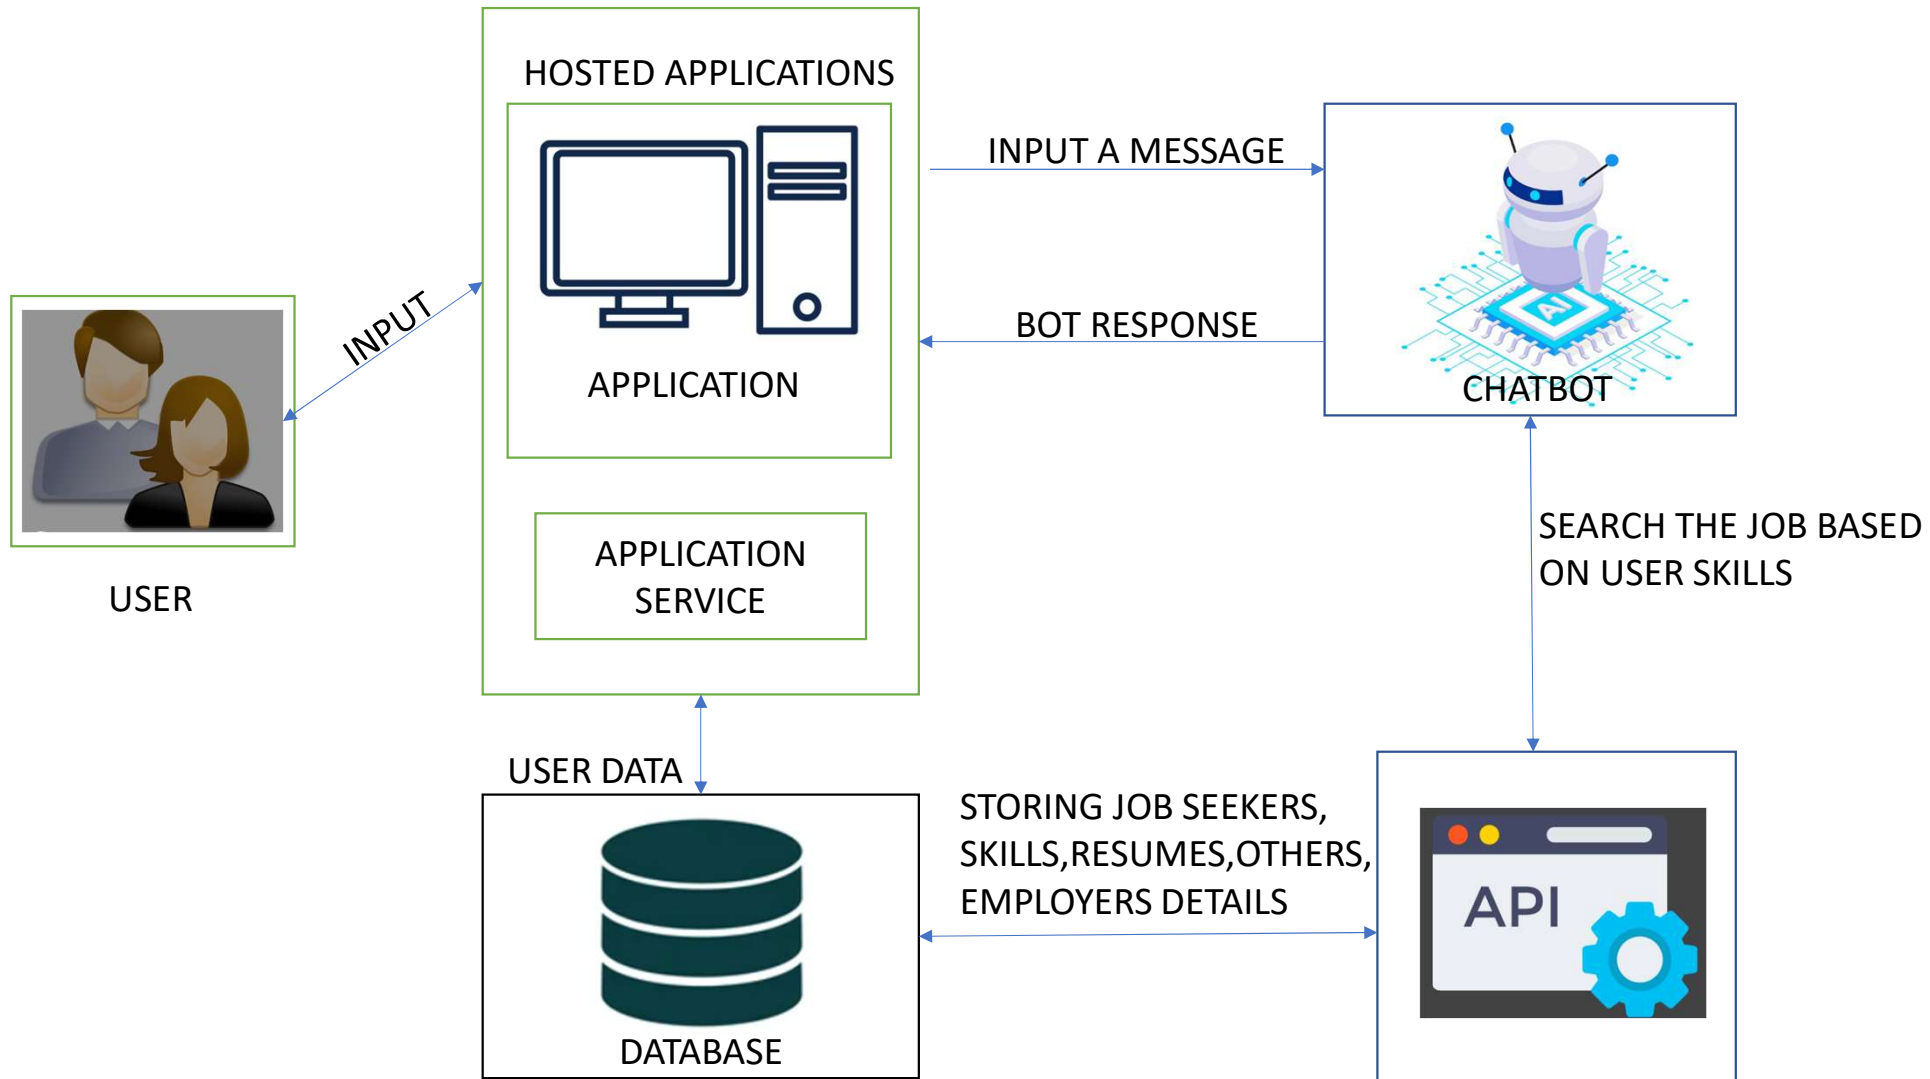 HOSTED APPLICATIONS
INPUT A MESSAGE
INPUT
BOT RESPONSE
APPLICATION
AI
CHATBOT
SEARCH THE JOB BASED
ON USER SKILLS
APPLICATION
SERVICE
USER
USER DATA
STORING JOB SEEKERS,
SKILLS,RESUMES,OTHERS,
EMPLOYERS DETAILS
API
DATABASE